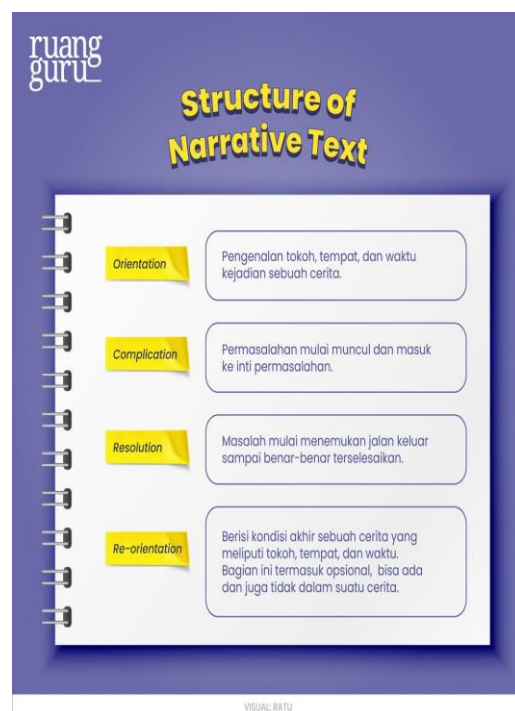 ruang
guru
Structure of
Narrative Text
Orientation
Pengenalan tokoh, tempat, dan waktu
kejadian sebuah cerita.
Complication
Permasalahan mulai muncul dan masuk
ke inti permasalahan.
Resolution
Masalah mulai menemukan jalan keluar
sampai benar-benar terselesaikan.
Re-orientation
Berisi kondisi akhir sebuah cerita yang
meliputi tokoh, tempat, dan waktu.
Bagian ini termasuk opsional, bisa ada
dan juga tidak dalam suatu cerita.
VISUAL: RATU